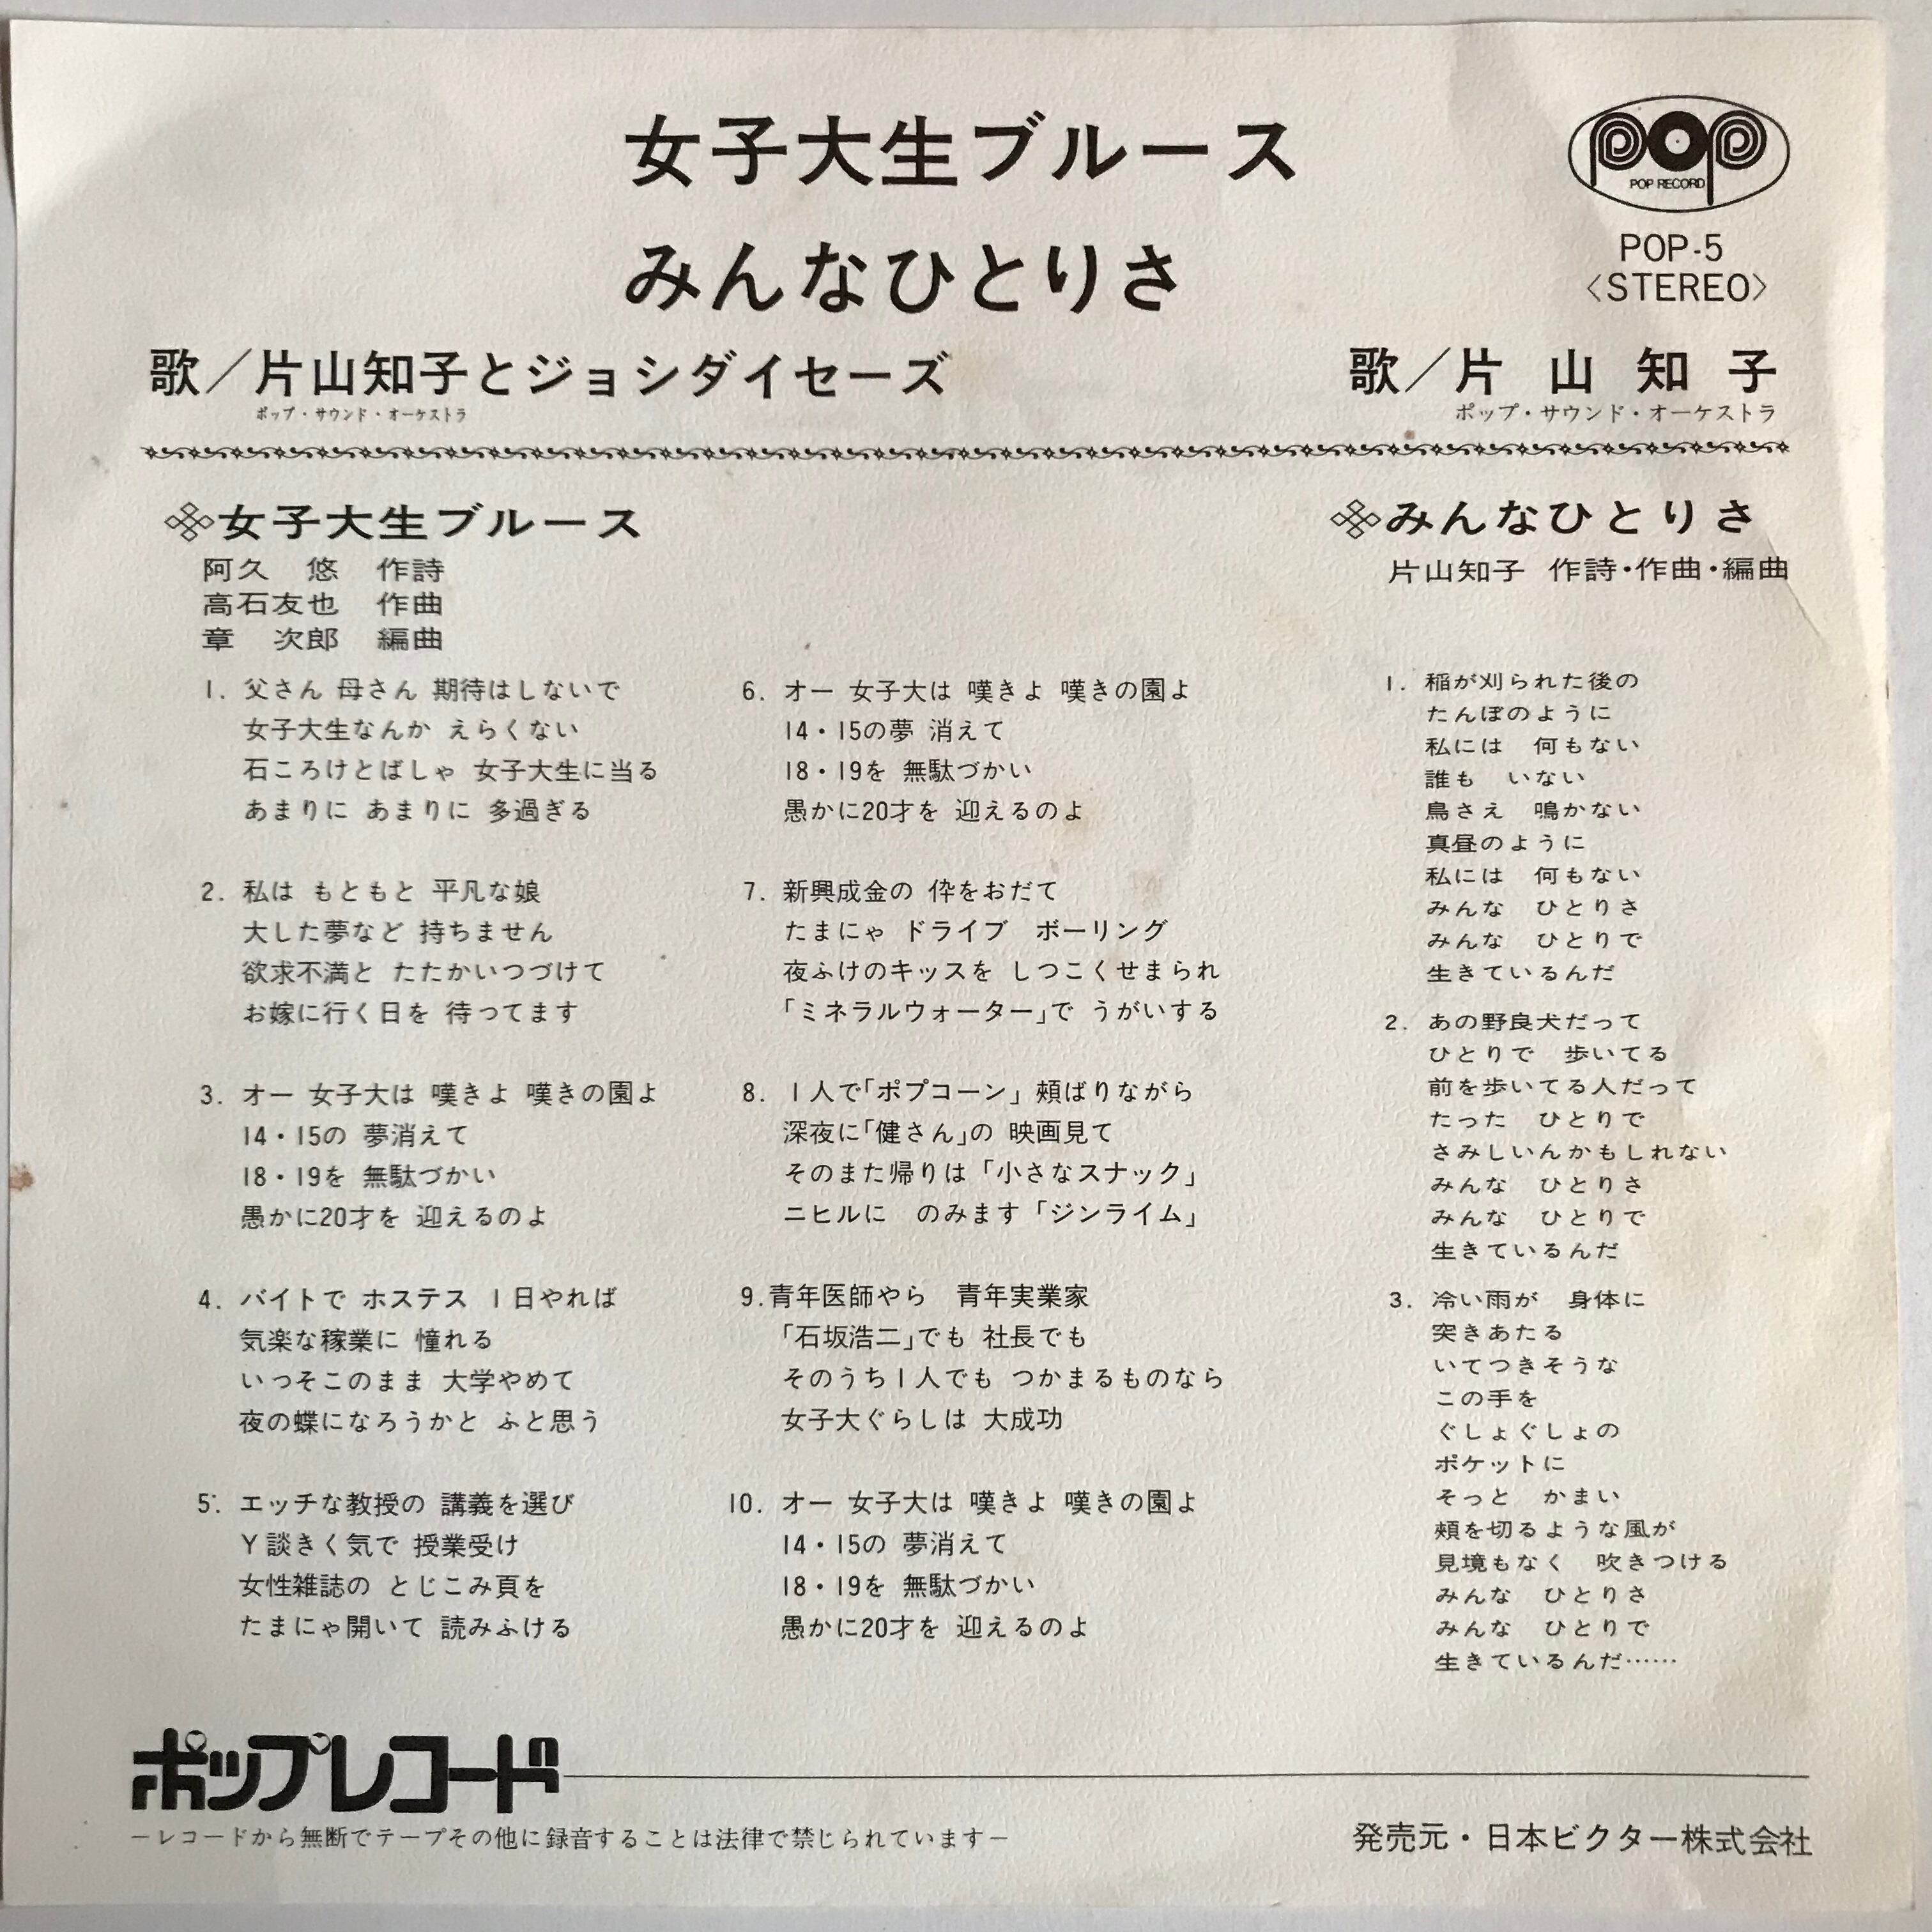 女子大生ブルース
みんなひとりさ
POP
POP RECORD
POP-5
〈STEREO〉
歌／片山知子とジョシダイセーズ
ポップ・サウンド・オーケストラ
歌／片山知子
ポップ・サウンド・オーケストラ
女子大生ブルース
阿久 悠 作詩
高石友也 作曲
章 次郎 編曲
1. 父さん 母さん 期待はしないで
女子大生なんか えらくない
石ころけとばしゃ 女子大生に当る
あまりに あまりに 多過ぎる
2. 私は もともと 平凡な娘
大した夢など 持ちません
欲求不満と たたかいつづけて
お嫁に行く日を 待ってます
3. オー 女子大は 嘆きよ 嘆きの園よ
14・15の 夢消えて
18・19を 無駄づかい
愚かに20才を 迎えるのよ
4. バイトで ホステス 1日やれば
気楽な稼業に 憧れる
いっそこのまま 大学やめて
夜の蝶になろうかと ふと思う
5. エッチな教授の 講義を選び
Y談きく気で 授業受け
女性雑誌の とじこみ頁を
たまにゃ開いて 読みふける
6. オー 女子大は 嘆きよ 嘆きの園よ
14・15の夢 消えて
18・19を 無駄づかい
愚かに20才を 迎えるのよ
7. 新興成金の 伜をおだて
たまにゃ ドライブ ボーリング
夜ふけのキッスを しつこくせまられ
「ミネラルウォーター」で うがいする
8. 1人で「ポプコーン」頬ばりながら
深夜に「健さん」の 映画見て
そのまた帰りは「小さなスナック」
ニヒルに のみます「ジンライム」
9. 青年医師やら 青年実業家
「石坂浩二」でも 社長でも
そのうち1人でも つかまるものなら
女子大ぐらしは 大成功
10. オー 女子大は 嘆きよ 嘆きの園よ
14・15の 夢消えて
18・19を 無駄づかい
愚かに20才を 迎えるのよ
みんなひとりさ
片山知子 作詩・作曲・編曲
1. 稲が刈られた後の
たんぼのように
私には 何もない
誰も いない
鳥さえ 鳴かない
真昼のように
私には 何もない
みんな ひとりさ
みんな ひとりで
生きているんだ
2. あの野良犬だって
ひとりで 歩いてる
前を歩いてる人だって
たった ひとりで
さみしいんかもしれない
みんな ひとりさ
みんな ひとりで
生きているんだ
3. 冷い雨が 身体に
突きあたる
いてつきそうな
この手を
ぐしょぐしょの
ポケットに
そっと かまい
頬を切るような風が
見境もなく 吹きつける
みんな ひとりさ
みんな ひとりで
生きているんだ……
ポップレコード
－レコードから無断でテープその他に録音することは法律で禁じられています－
発売元・日本ビクター株式会社